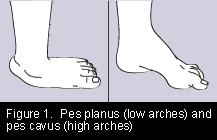 Figure 1.  Pes planus (low arches) and
pes cavus (high arches)